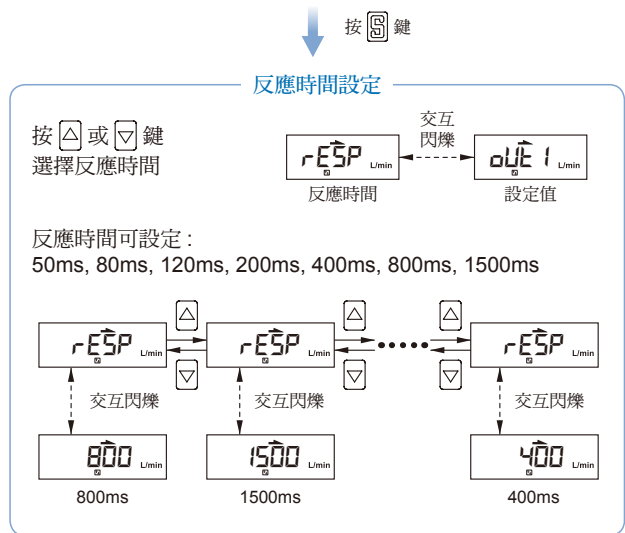 按 S 鍵
反應時間設定
按 △ 或 ▽ 鍵
選擇反應時間
交互
閃爍
rESP L/min
oUt1 L/min
反應時間
設定值
反應時間可設定 :
50ms, 80ms, 120ms, 200ms, 400ms, 800ms, 1500ms
△ △ △
rESP L/min rESP L/min ••••• rESP L/min
▽ ▽ ▽
交互閃爍 交互閃爍 交互閃爍
800 L/min 1500 L/min 400 L/min
800ms 1500ms 400ms